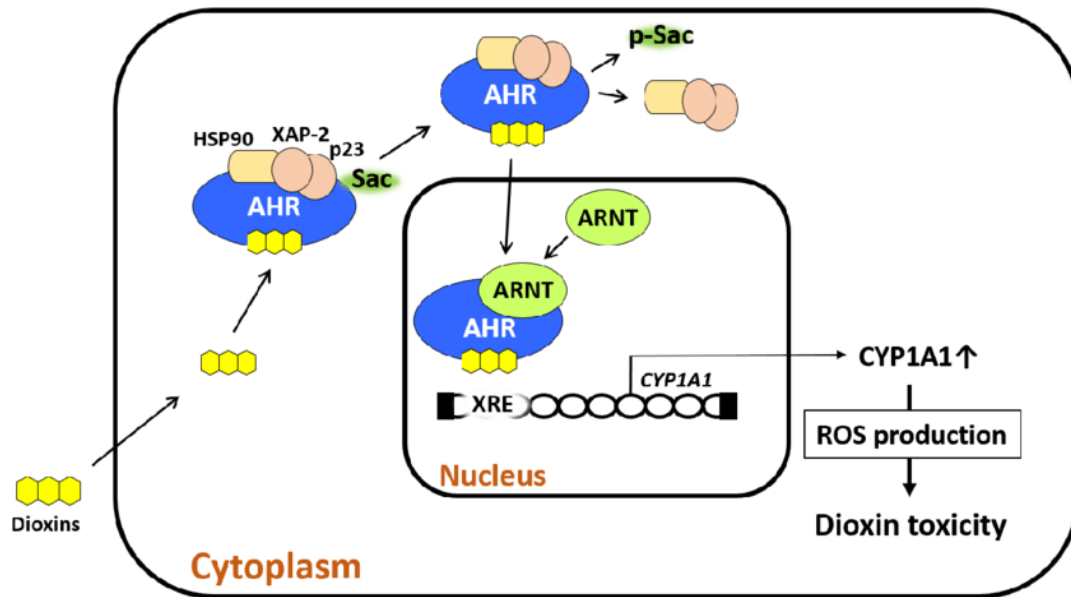 p-Sac
AHR
HSP90
XAP-2
p23
Sac
AHR
ARNT
ARNT
AHR
CYP1A1
XRE
CYP1A1↑
ROS production
Dioxin toxicity
Nucleus
Dioxins
Cytoplasm